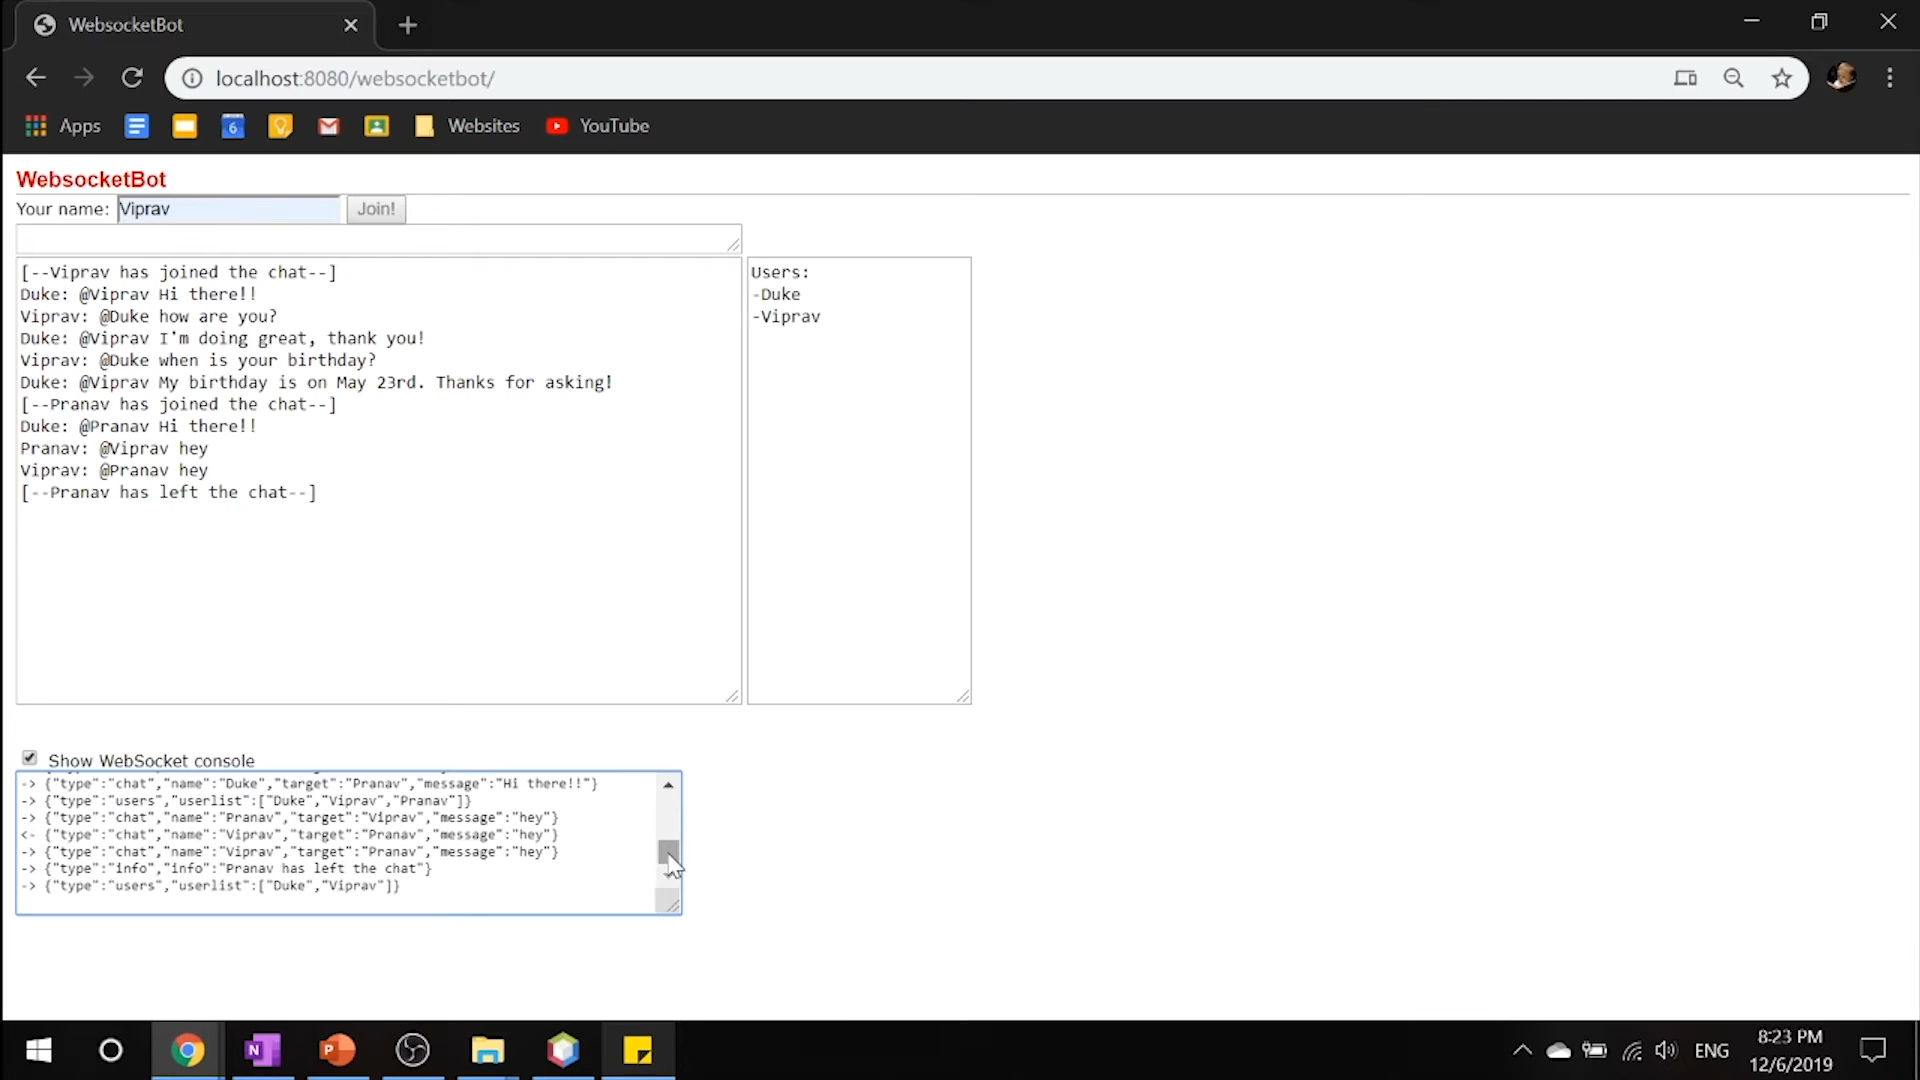 WebsocketBot
localhost:8080/websocketbot/
Apps
6
Websites
YouTube
WebsocketBot
Your name: Viprav Join!
[--Viprav has joined the chat--]
Duke: @Viprav Hi there!!
Viprav: @Duke how are you?
Duke: @Viprav I'm doing great, thank you!
Viprav: @Duke when is your birthday?
Duke: @Viprav My birthday is on May 23rd. Thanks for asking!
[--Pranav has joined the chat--]
Duke: @Pranav Hi there!!
Pranav: @Viprav hey
Viprav: @Pranav hey
[--Pranav has left the chat--]
Users:
-Duke
-Viprav
Show WebSocket console
-> {"type":"chat","name":"Duke","target":"Pranav","message":"Hi there!!"}
-> {"type":"users","userlist":["Duke","Viprav","Pranav"]}
-> {"type":"chat","name":"Pranav","target":"Viprav","message":"hey"}
<- {"type":"chat","name":"Viprav","target":"Pranav","message":"hey"}
-> {"type":"chat","name":"Viprav","target":"Pranav","message":"hey"}
-> {"type":"info","info":"Pranav has left the chat"}
-> {"type":"users","userlist":["Duke","Viprav"]}
N
P
ENG
8:23 PM
12/6/2019